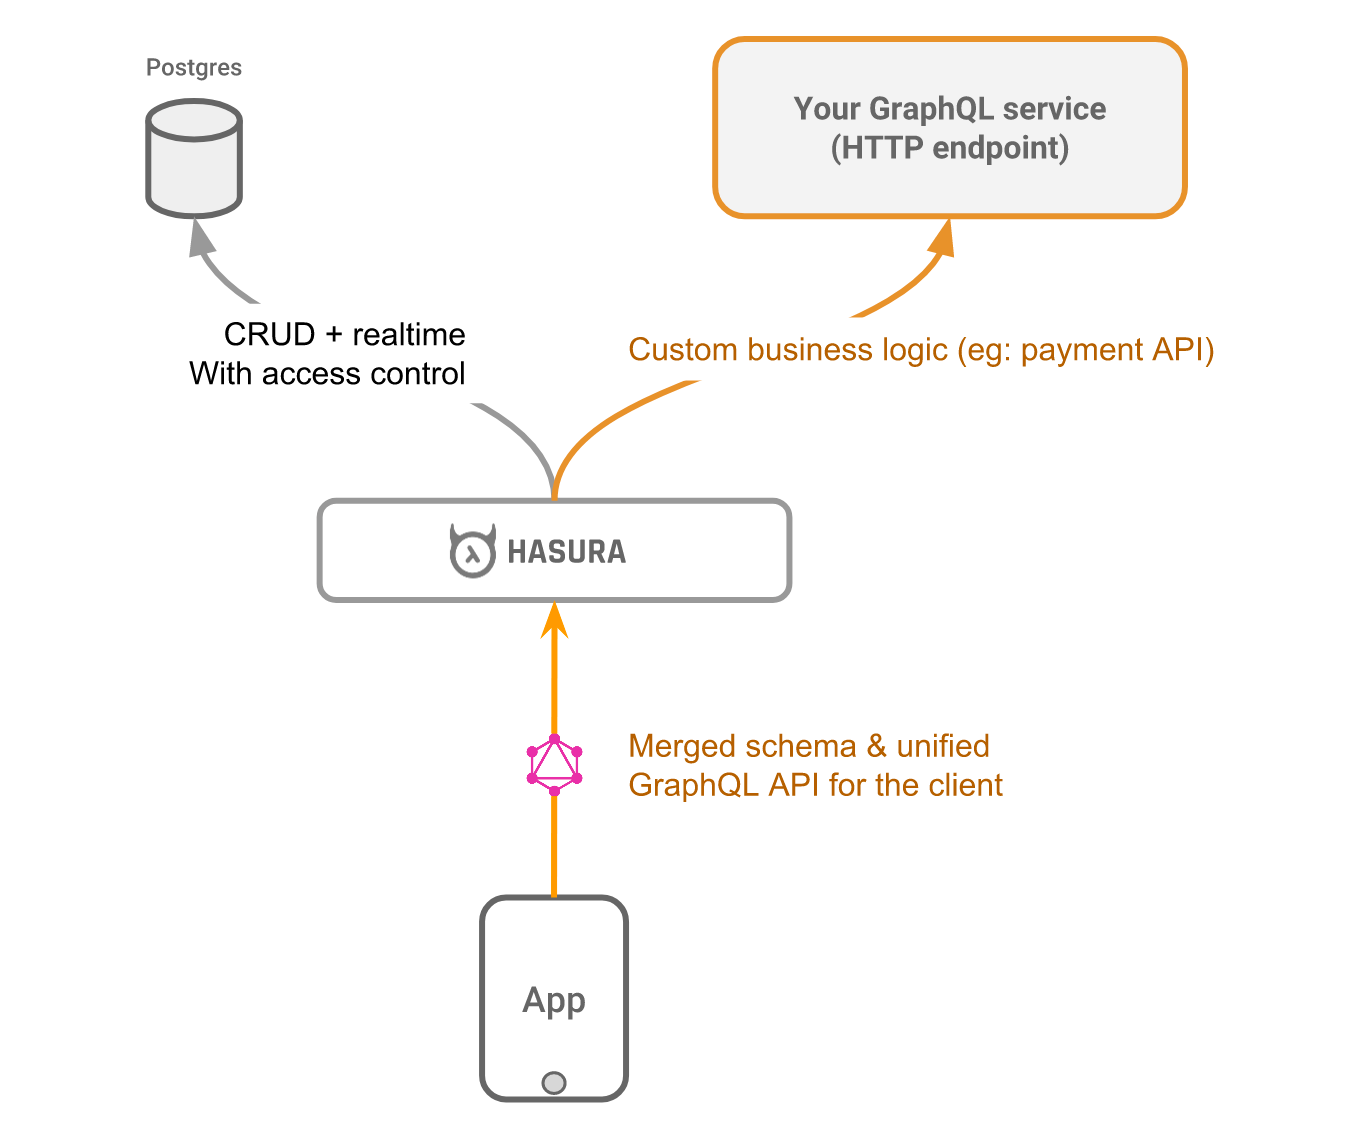 Postgres
Your GraphQL service
(HTTP endpoint)
CRUD + realtime
With access control
Custom business logic (eg: payment API)
HASURA
Merged schema & unified
GraphQL API for the client
App